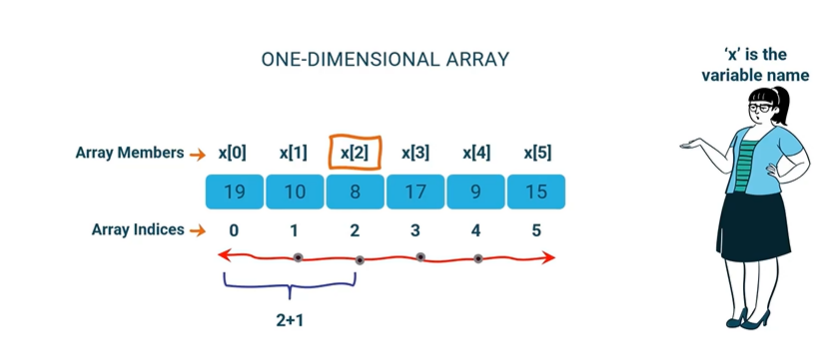 ONE-DIMENSIONAL ARRAY
‘x’ is the
variable name
Array Members → x[0] x[1] x[2] x[3] x[4] x[5]
19 10 8 17 9 15
Array Indices → 0 1 2 3 4 5
2+1